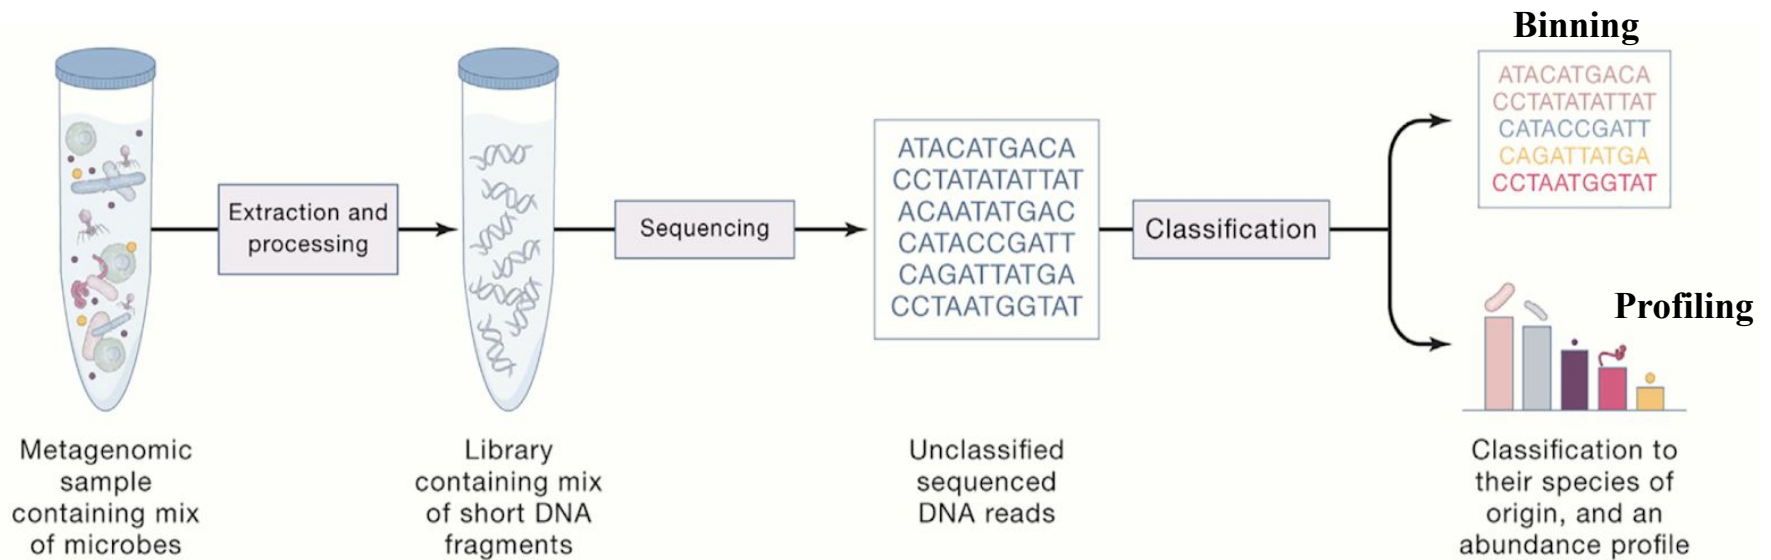 Binning
ATACATGACA
CCTATATATTAT
CATACCGATT
CAGATTATGA
CCTAATGGTAT
Extraction and
processing
Sequencing
ATACATGACA
CCTATATATTAT
ACAATATGAC
CATACCGATT
CAGATTATGA
CCTAATGGTAT
Classification
Profiling
Metagenomic
sample
containing mix
of microbes
Library
containing mix
of short DNA
fragments
Unclassified
sequenced
DNA reads
Classification to
their species of
origin, and an
abundance profile